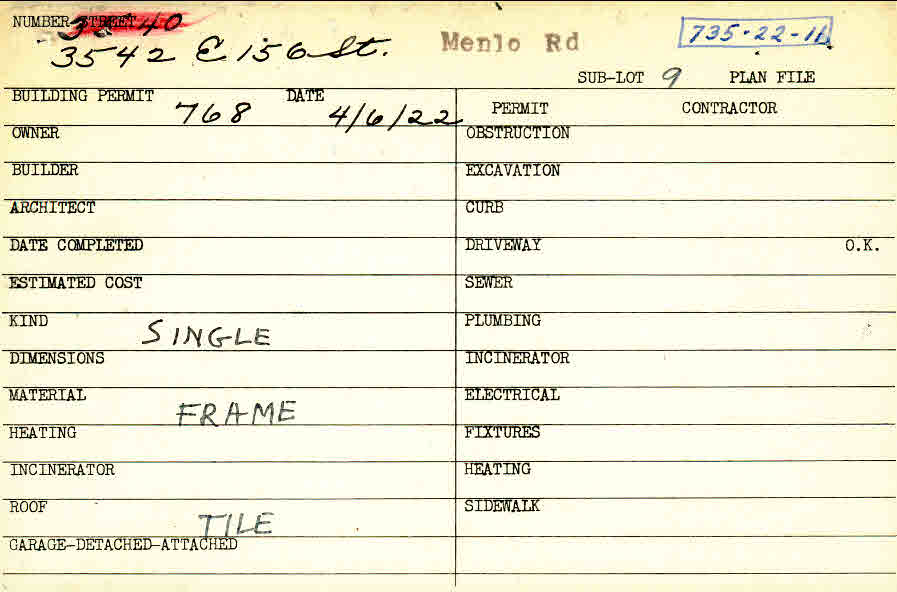 NUMBER STREET
3542 E 156 St. Menlo Rd 735-22-11
SUB-LOT 9 PLAN FILE
BUILDING PERMIT 768 DATE 4/6/22
PERMIT CONTRACTOR
OWNER
OBSTRUCTION
BUILDER
EXCAVATION
ARCHITECT
CURB
DATE COMPLETED
DRIVEWAY O.K.
ESTIMATED COST
SEWER
KIND SINGLE
PLUMBING
DIMENSIONS
INCINERATOR
MATERIAL FRAME
ELECTRICAL
HEATING
FIXTURES
INCINERATOR
HEATING
ROOF TILE
SIDEWALK
GARAGE-DETACHED-ATTACHED